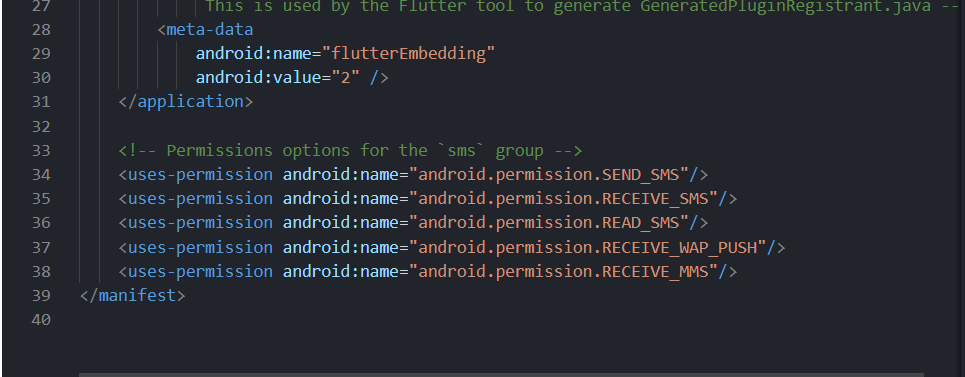 27 This is used by the Flutter tool to generate GeneratedPluginRegistrant.java --
28 <meta-data
29 android:name="flutterEmbedding"
30 android:value="2" />
31 </application>
32
33 <!-- Permissions options for the `sms` group -->
34 <uses-permission android:name="android.permission.SEND_SMS"/>
35 <uses-permission android:name="android.permission.RECEIVE_SMS"/>
36 <uses-permission android:name="android.permission.READ_SMS"/>
37 <uses-permission android:name="android.permission.RECEIVE_WAP_PUSH"/>
38 <uses-permission android:name="android.permission.RECEIVE_MMS"/>
39 </manifest>
40